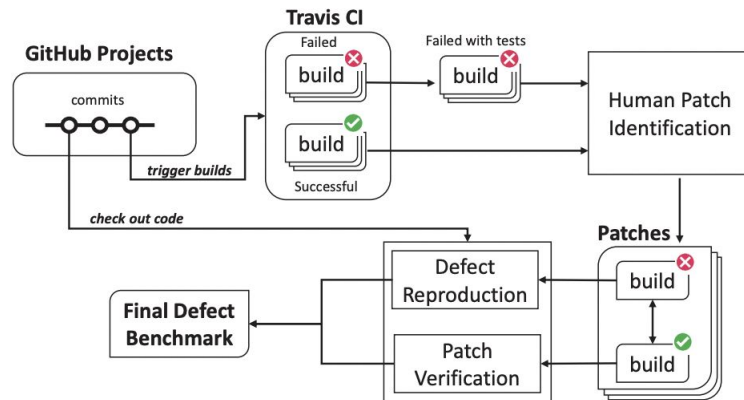 Travis CI
GitHub Projects
Failed
Failed with tests
build
build
commits
Human Patch
Identification
build
trigger builds
Successful
check out code
Patches
Defect
Reproduction
build
Final Defect
Benchmark
Patch
Verification
build